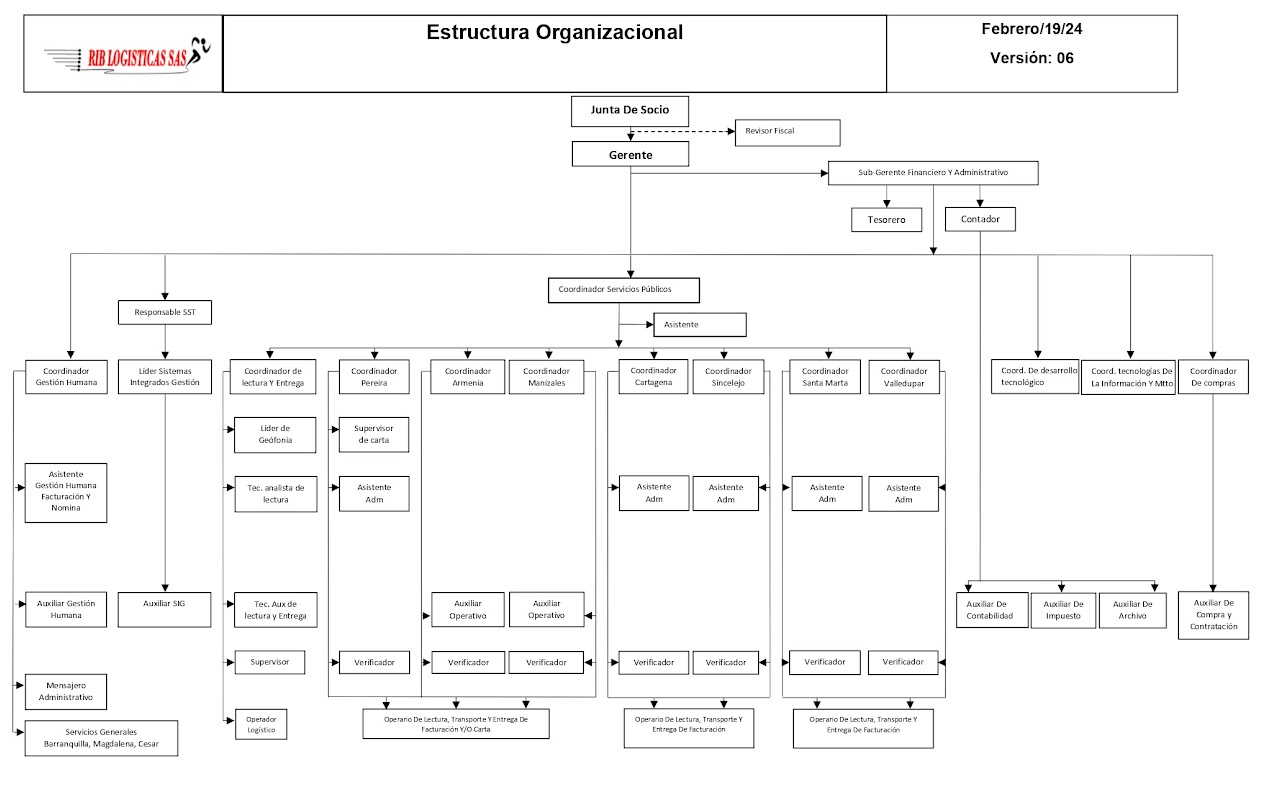 RIB LOGISTICAS SAS
Estructura Organizacional
Febrero/19/24
Versión: 06
Junta De Socio
Revisor Fiscal
Gerente
Sub-Gerente Financiero Y Administrativo
Tesorero
Contador
Coordinador Servicios Públicos
Responsable SST
Asistente
Coordinador
Gestión Humana
Líder Sistemas
Integrados Gestión
Coordinador de
lectura Y Entrega
Coordinador
Pereira
Coordinador
Armenia
Coordinador
Manizales
Coordinador
Cartagena
Coordinador
Sincelejo
Coordinador
Santa Marta
Coordinador
Valledupar
Coord. De desarrollo
tecnológico
Coord. tecnologías De
La Información Y Mtto
Coordinador
De compras
Líder de
Geófonia
Supervisor
de carta
Asistente
Gestión Humana
Facturación Y
Nomina
Tec. analista de
lectura
Asistente
Adm
Asistente
Adm
Asistente
Adm
Asistente
Adm
Asistente
Adm
Auxiliar Gestión
Humana
Auxiliar SIG
Tec. Aux de
lectura y Entrega
Auxiliar
Operativo
Auxiliar
Operativo
Auxiliar De
Contabilidad
Auxiliar De
Impuesto
Auxiliar De
Archivo
Auxiliar De
Compra y
Contratación
Supervisor
Verificador
Verificador
Verificador
Verificador
Verificador
Verificador
Verificador
Mensajero
Administrativo
Operador
Logístico
Operario De Lectura, Transporte Y Entrega De
Facturación Y/O Carta
Operario De Lectura, Transporte Y
Entrega De Facturación
Operario De Lectura, Transporte Y
Entrega De Facturación
Servicios Generales
Barranquilla, Magdalena, Cesar